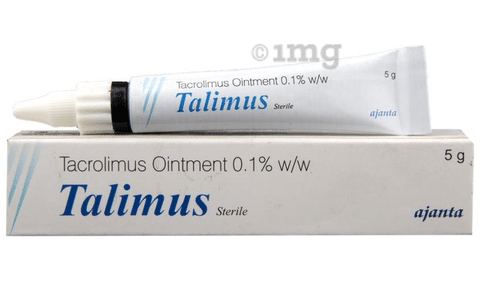 ©1mg
Tacrolimus Ointment 0.1% w/w
5 g
Talimus Sterile
ajanta
Tacrolimus Ointment 0.1% w/w
5 g
Talimus Sterile
ajanta